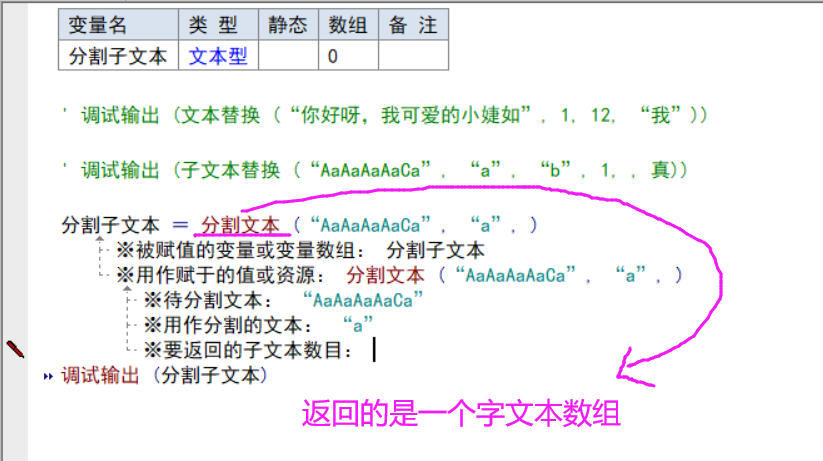 变量名 类 型 静态 数组 备 注
分割子文本 文本型 0
' 调试输出 (文本替换 (“你好呀，我可爱的小婕如”, 1, 12, “我”))
' 调试输出 (子文本替换 (“AaAaAaAaCa”, “a”, “b”, 1, , 真))
分割子文本 ＝ 分割文本 (“AaAaAaAaCa”, “a”, )
※被赋值的变量或变量数组： 分割子文本
※用作赋于的值或资源： 分割文本 (“AaAaAaAaCa”, “a”, )
※待分割文本： “AaAaAaAaCa”
※用作分割的文本： “a”
※要返回的子文本数目：
调试输出 (分割子文本)
返回的是一个字文本数组